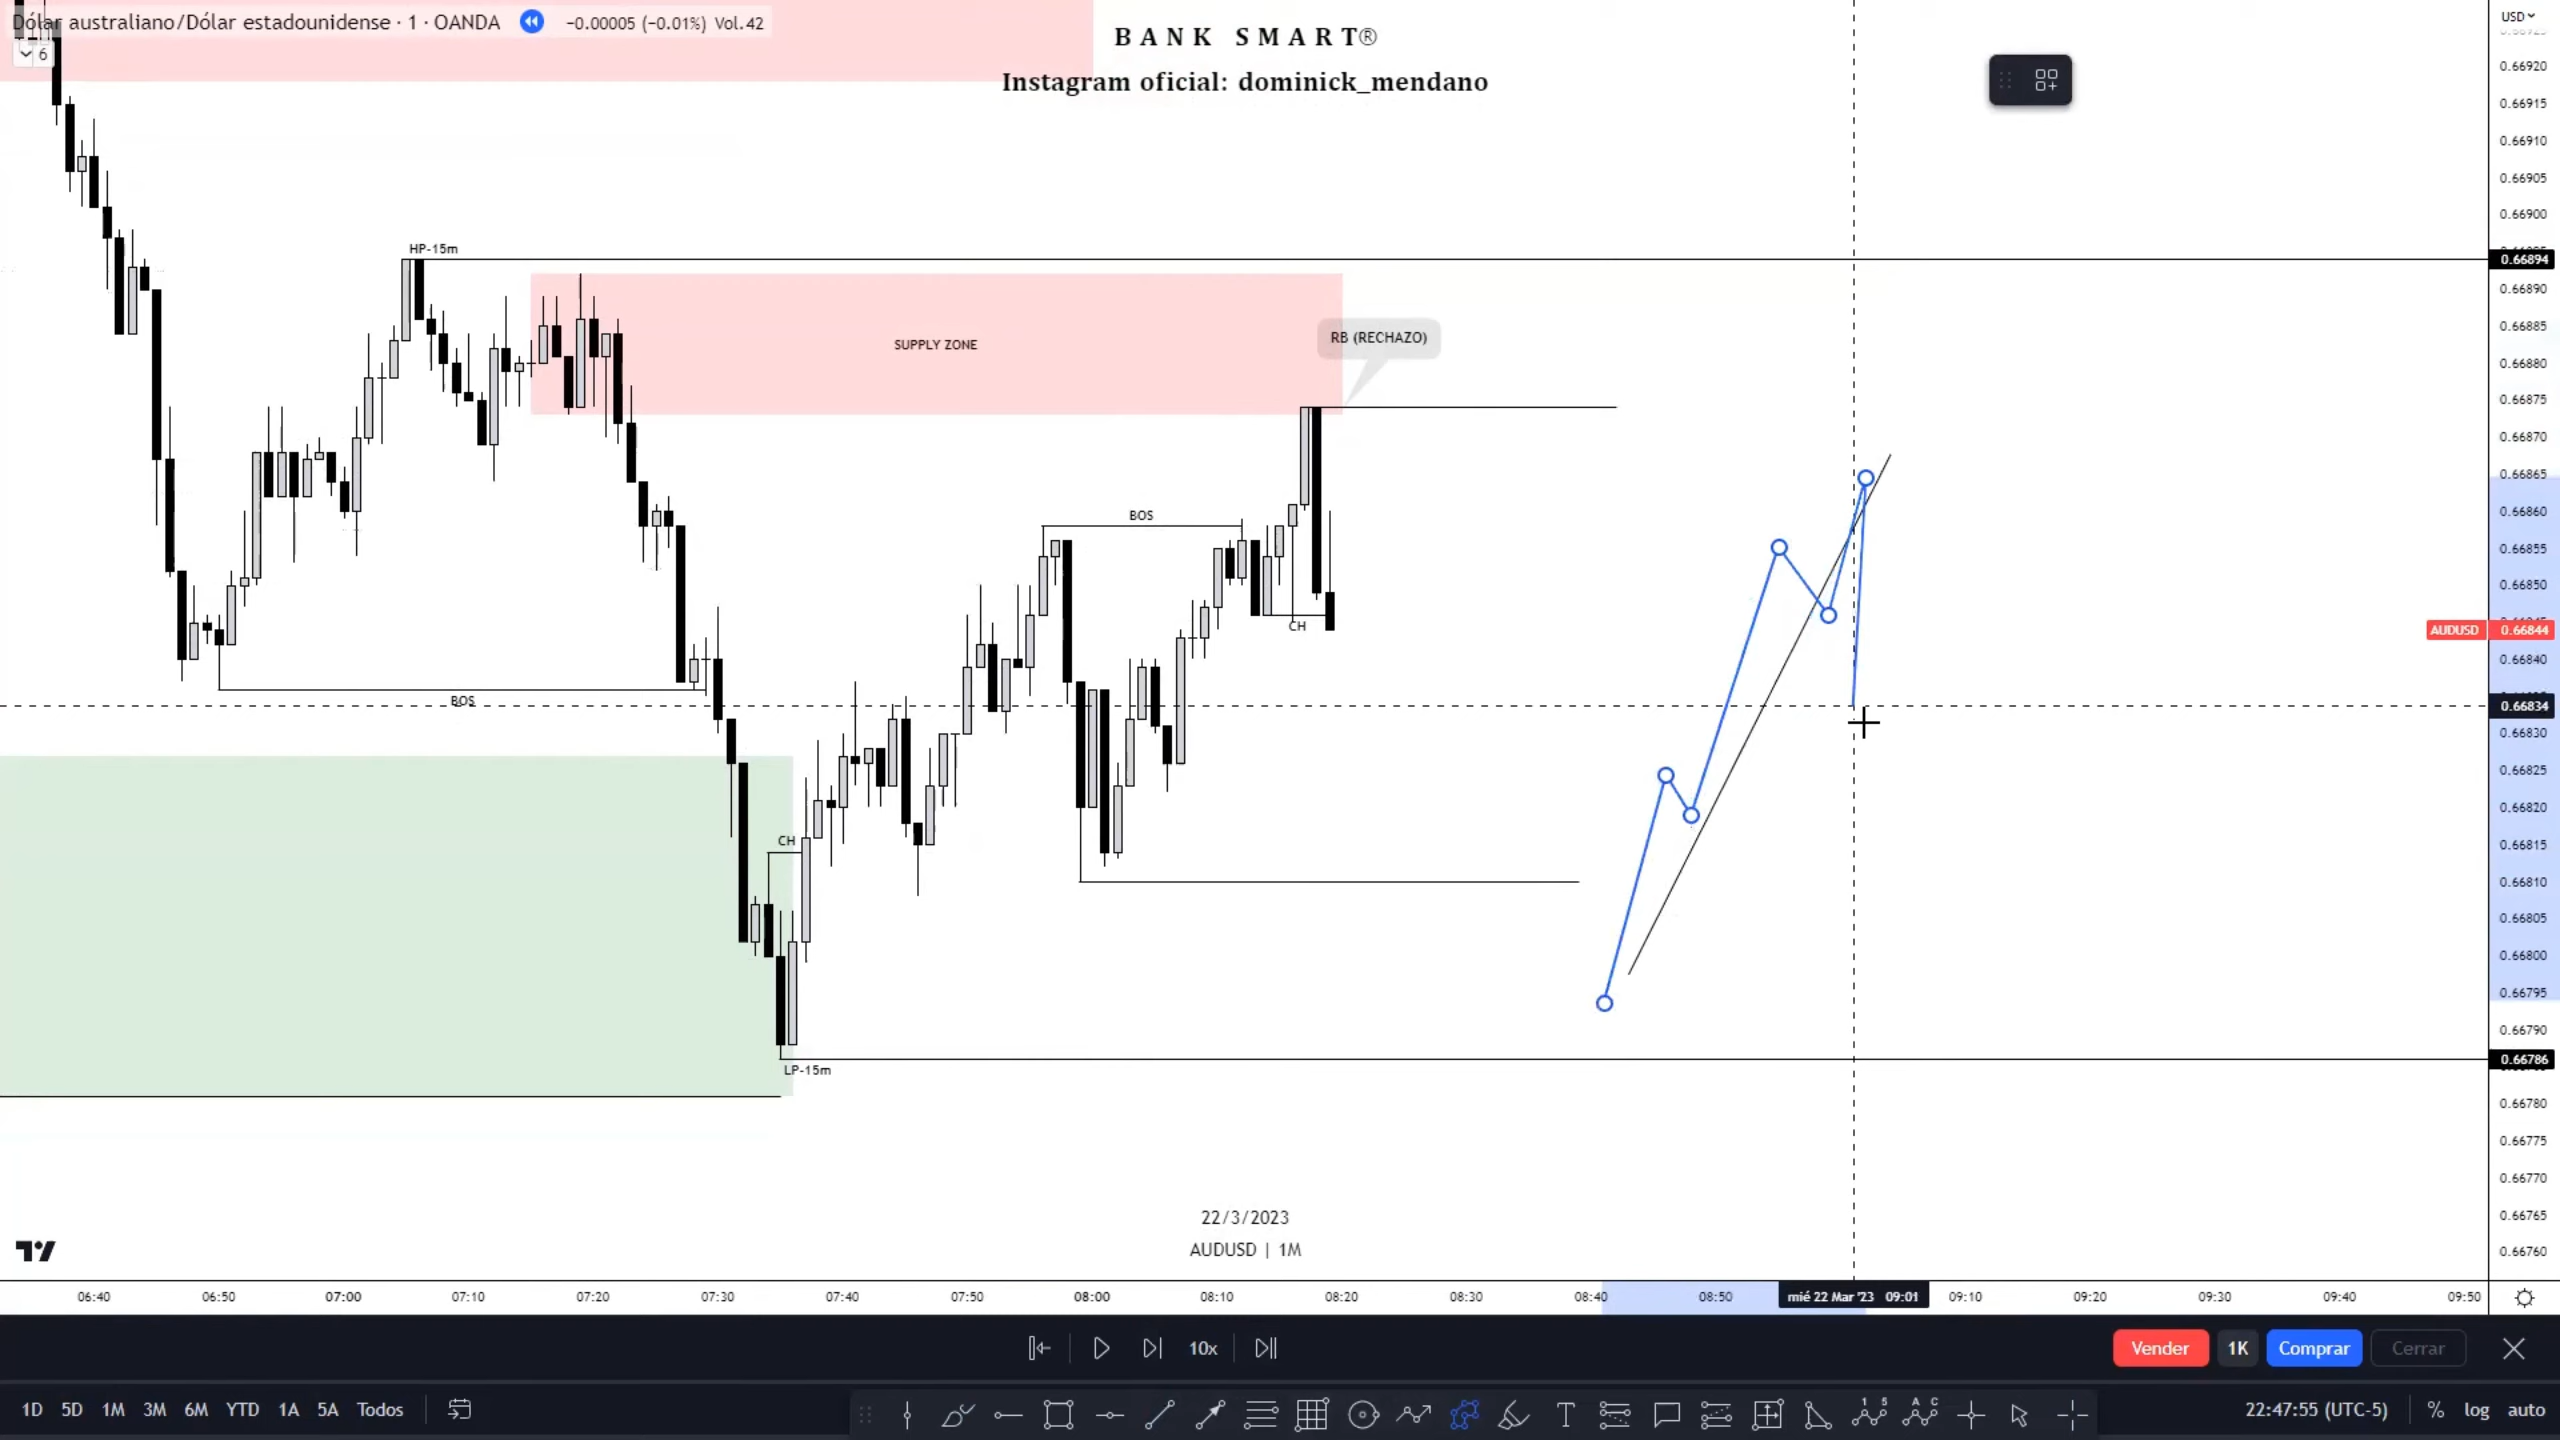 Dólar australiano/Dólar estadounidense · 1 · OANDA −0.00005 (−0.01%) Vol.42
6
BANK SMART®
Instagram oficial: dominick_mendano
USD
0.66920
0.66915
0.66910
0.66905
0.66900
0.66894
0.66890
0.66885
0.66880
0.66875
0.66870
0.66865
0.66860
0.66855
0.66850
AUDUSD 0.66844
0.66840
0.66834
0.66830
0.66825
0.66820
0.66815
0.66810
0.66805
0.66800
0.66795
0.66790
0.66786
0.66780
0.66775
0.66770
0.66765
0.66760
HP-15m
SUPPLY ZONE
RB (RECHAZO)
BOS
CH
BOS
CH
LP-15m
22/3/2023
AUDUSD | 1M
06:40 06:50 07:00 07:10 07:20 07:30 07:40 07:50 08:00 08:10 08:20 08:30 08:40 08:50 mié 22 Mar '23 09:01 09:10 09:20 09:30 09:40 09:50
10x
Vender 1K Comprar Cerrar
1D 5D 1M 3M 6M YTD 1A 5A Todos
T
22:47:55 (UTC-5) % log auto